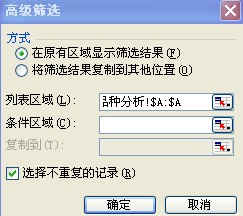 高级筛选
方式
在原有区域显示筛选结果(F)
将筛选结果复制到其他位置(O)
列表区域(L): 品种分析!$A:$A
条件区域(C):
复制到(T):
选择不重复的记录(R)
确定 取消